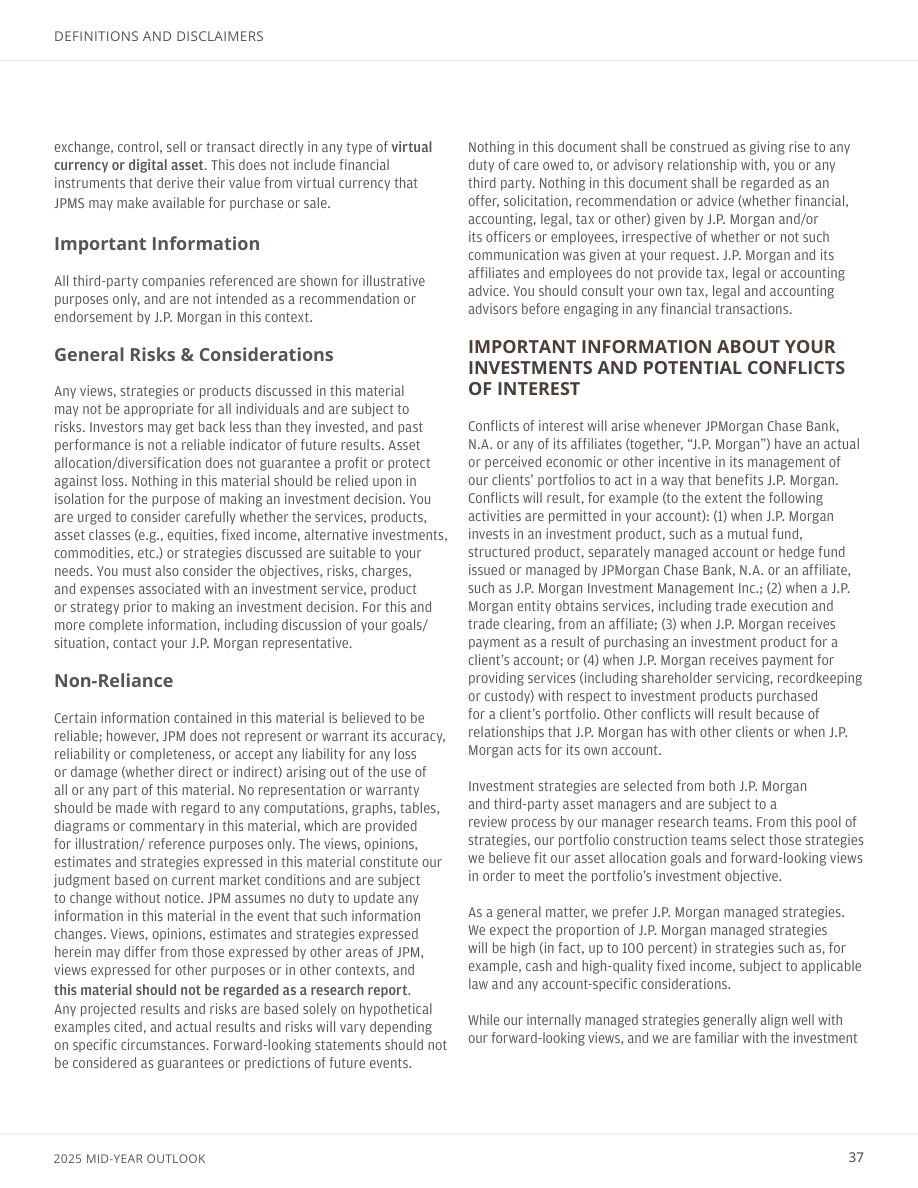 DEFINITIONS AND DISCLAIMERS
exchange, control, sell or transact directly in any type of virtual
currency or digital asset. This does not include financial
instruments that derive their value from virtual currency that
JPMS may make available for purchase or sale.
Important Information
All third-party companies referenced are shown for illustrative
purposes only, and are not intended as a recommendation or
endorsement by J.P. Morgan in this context.
General Risks & Considerations
Any views, strategies or products discussed in this material
may not be appropriate for all individuals and are subject to
risks. Investors may get back less than they invested, and past
performance is not a reliable indicator of future results. Asset
allocation/diversification does not guarantee a profit or protect
against loss. Nothing in this material should be relied upon in
isolation for the purpose of making an investment decision. You
are urged to consider carefully whether the services, products,
asset classes (e.g., equities, fixed income, alternative investments,
commodities, etc.) or strategies discussed are suitable to your
needs. You must also consider the objectives, risks, charges,
and expenses associated with an investment service, product
or strategy prior to making an investment decision. For this and
more complete information, including discussion of your goals/
situation, contact your J.P. Morgan representative.
Non-Reliance
Certain information contained in this material is believed to be
reliable; however, JPM does not represent or warrant its accuracy,
reliability or completeness, or accept any liability for any loss
or damage (whether direct or indirect) arising out of the use of
all or any part of this material. No representation or warranty
should be made with regard to any computations, graphs, tables,
diagrams or commentary in this material, which are provided
for illustration/ reference purposes only. The views, opinions,
estimates and strategies expressed in this material constitute our
judgment based on current market conditions and are subject
to change without notice. JPM assumes no duty to update any
information in this material in the event that such information
changes. Views, opinions, estimates and strategies expressed
herein may differ from those expressed by other areas of JPM,
views expressed for other purposes or in other contexts, and
this material should not be regarded as a research report.
Any projected results and risks are based solely on hypothetical
examples cited, and actual results and risks will vary depending
on specific circumstances. Forward-looking statements should not
be considered as guarantees or predictions of future events.
Nothing in this document shall be construed as giving rise to any
duty of care owed to, or advisory relationship with, you or any
third party. Nothing in this document shall be regarded as an
offer, solicitation, recommendation or advice (whether financial,
accounting, legal, tax or other) given by J.P. Morgan and/or
its officers or employees, irrespective of whether or not such
communication was given at your request. J.P. Morgan and its
affiliates and employees do not provide tax, legal or accounting
advice. You should consult your own tax, legal and accounting
advisors before engaging in any financial transactions.
IMPORTANT INFORMATION ABOUT YOUR
INVESTMENTS AND POTENTIAL CONFLICTS
OF INTEREST
Conflicts of interest will arise whenever JPMorgan Chase Bank,
N.A. or any of its affiliates (together, “J.P. Morgan”) have an actual
or perceived economic or other incentive in its management of
our clients’ portfolios to act in a way that benefits J.P. Morgan.
Conflicts will result, for example (to the extent the following
activities are permitted in your account): (1) when J.P. Morgan
invests in an investment product, such as a mutual fund,
structured product, separately managed account or hedge fund
issued or managed by JPMorgan Chase Bank, N.A. or an affiliate,
such as J.P. Morgan Investment Management Inc.; (2) when a J.P.
Morgan entity obtains services, including trade execution and
trade clearing, from an affiliate; (3) when J.P. Morgan receives
payment as a result of purchasing an investment product for a
client’s account; or (4) when J.P. Morgan receives payment for
providing services (including shareholder servicing, recordkeeping
or custody) with respect to investment products purchased
for a client’s portfolio. Other conflicts will result because of
relationships that J.P. Morgan has with other clients or when J.P.
Morgan acts for its own account.
Investment strategies are selected from both J.P. Morgan
and third-party asset managers and are subject to a
review process by our manager research teams. From this pool of
strategies, our portfolio construction teams select those strategies
we believe fit our asset allocation goals and forward-looking views
in order to meet the portfolio’s investment objective.
As a general matter, we prefer J.P. Morgan managed strategies.
We expect the proportion of J.P. Morgan managed strategies
will be high (in fact, up to 100 percent) in strategies such as, for
example, cash and high-quality fixed income, subject to applicable
law and any account-specific considerations.
While our internally managed strategies generally align well with
our forward-looking views, and we are familiar with the investment
2025 MID-YEAR OUTLOOK
37